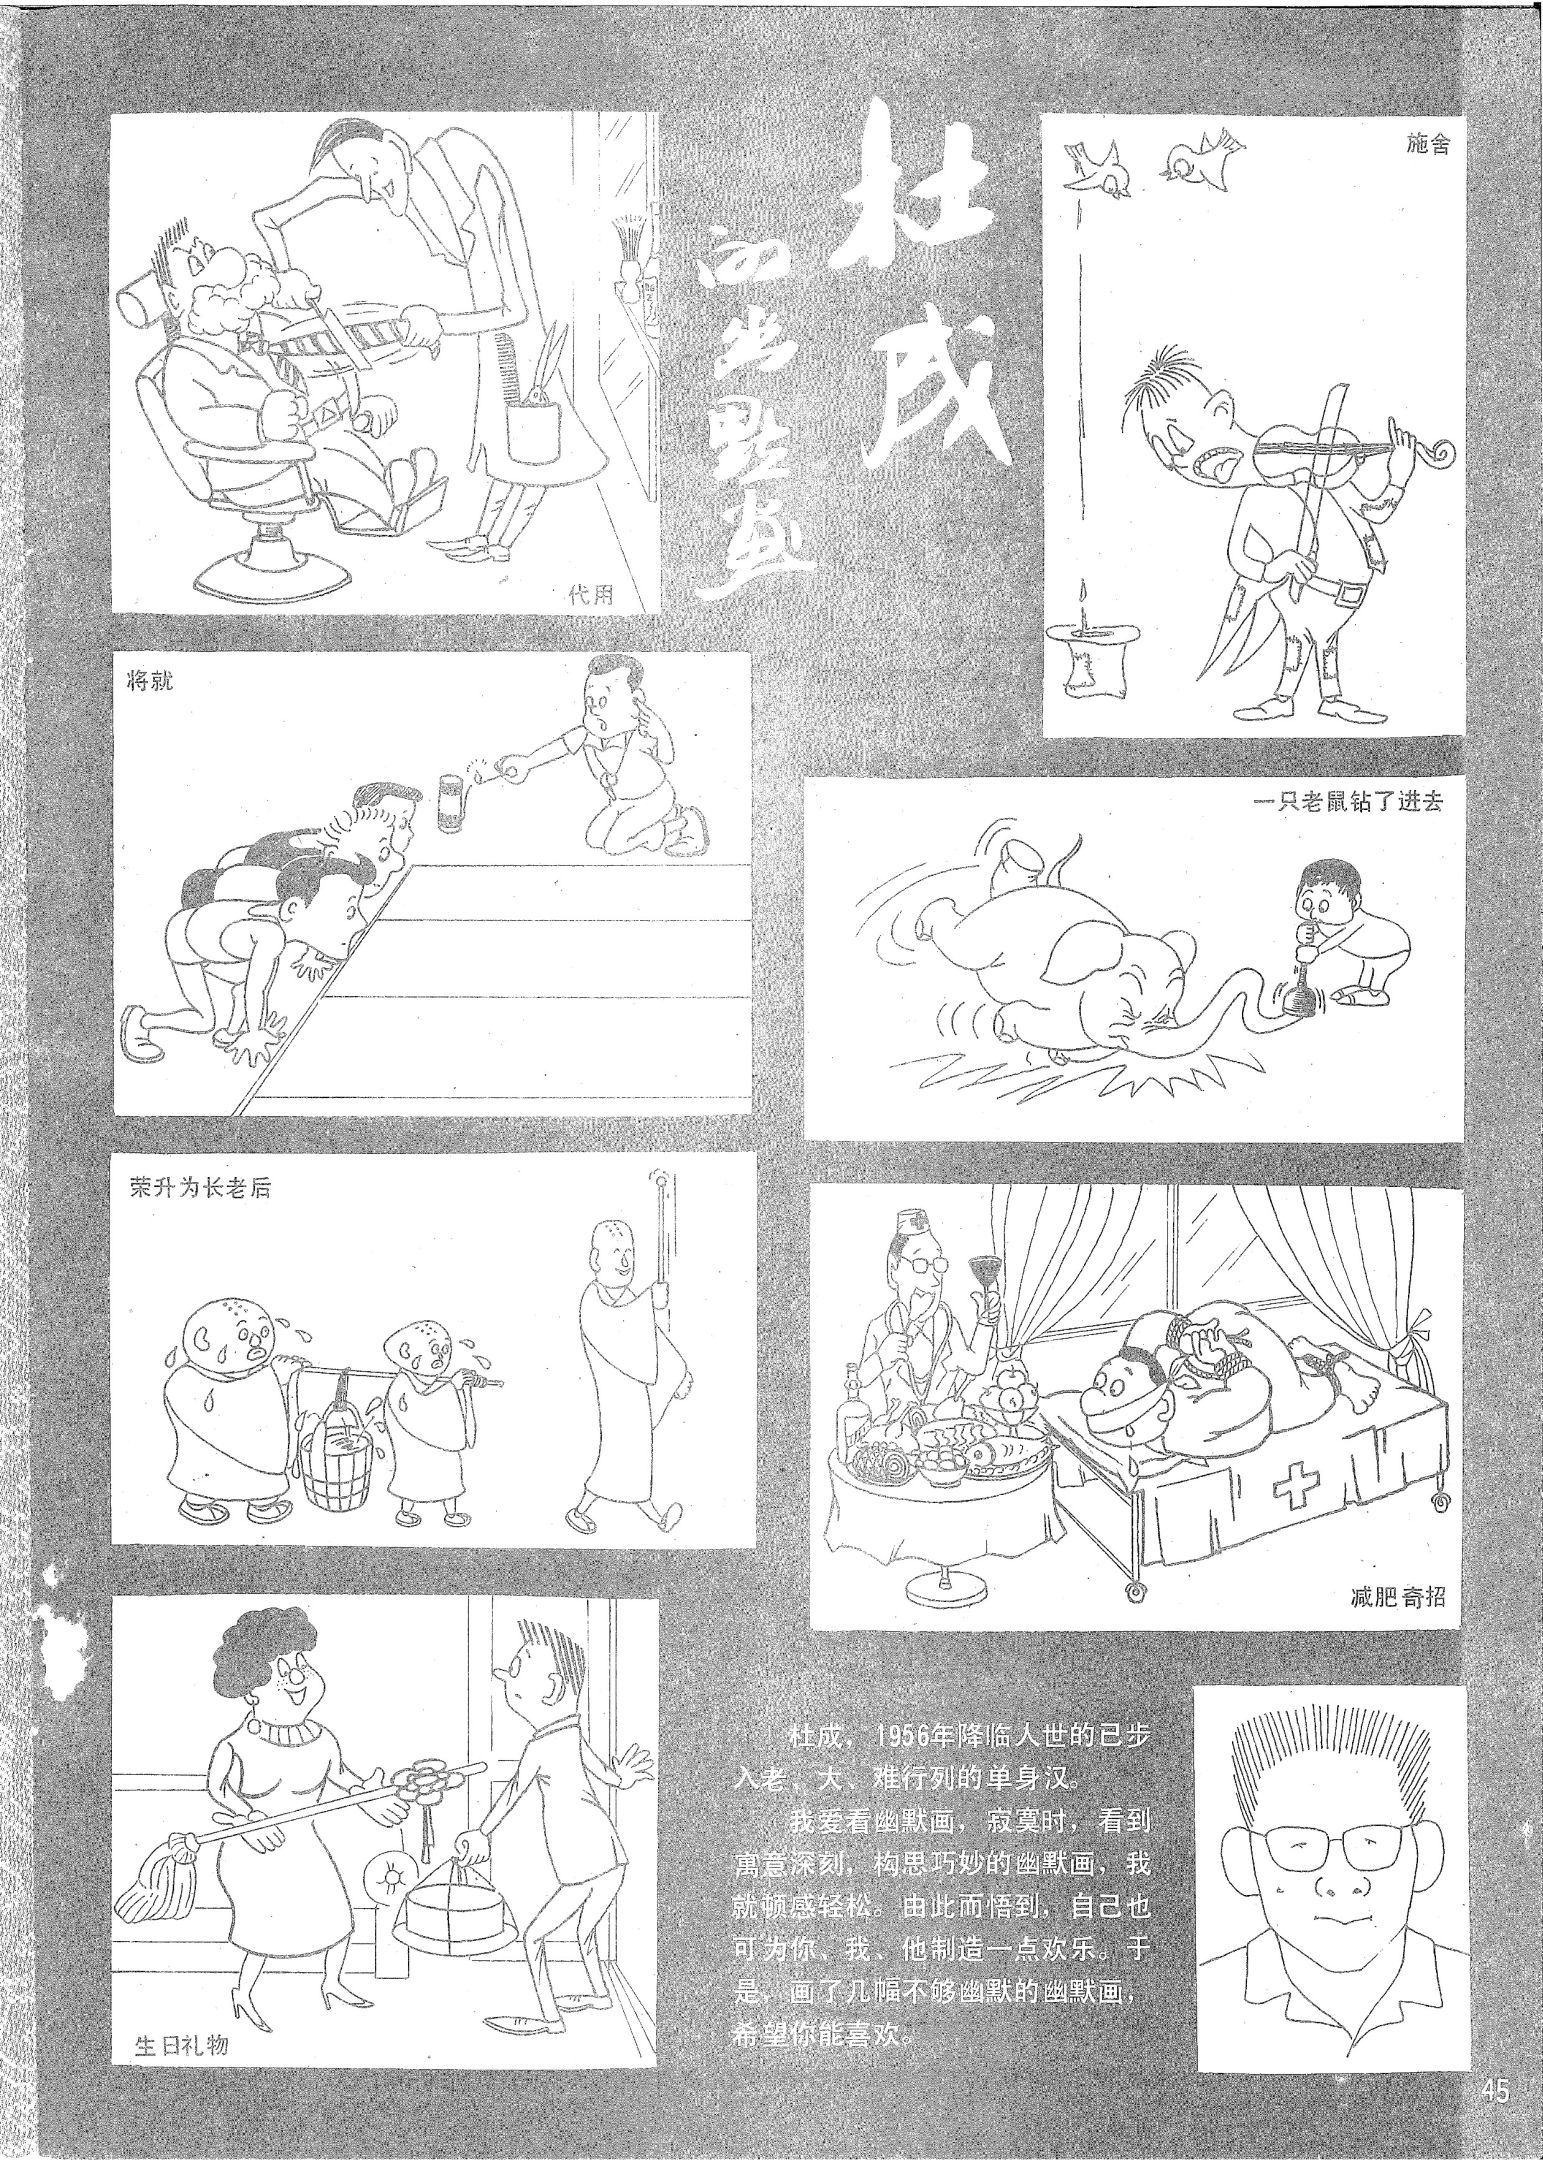 杜成
的幽默画
施舍
代用
将就
一只老鼠钻了进去
荣升为长老后
减肥奇招
生日礼物
杜成，1956年降临人世的已步
入老、大、难行列的单身汉。
我爱看幽默画，寂寞时，看到
寓意深刻，构思巧妙的幽默画，我
就顿感轻松。由此而悟到，自己也
可为你、我、他制造一点欢乐。于
是，画了几幅不够幽默的幽默画，
希望你能喜欢。
45